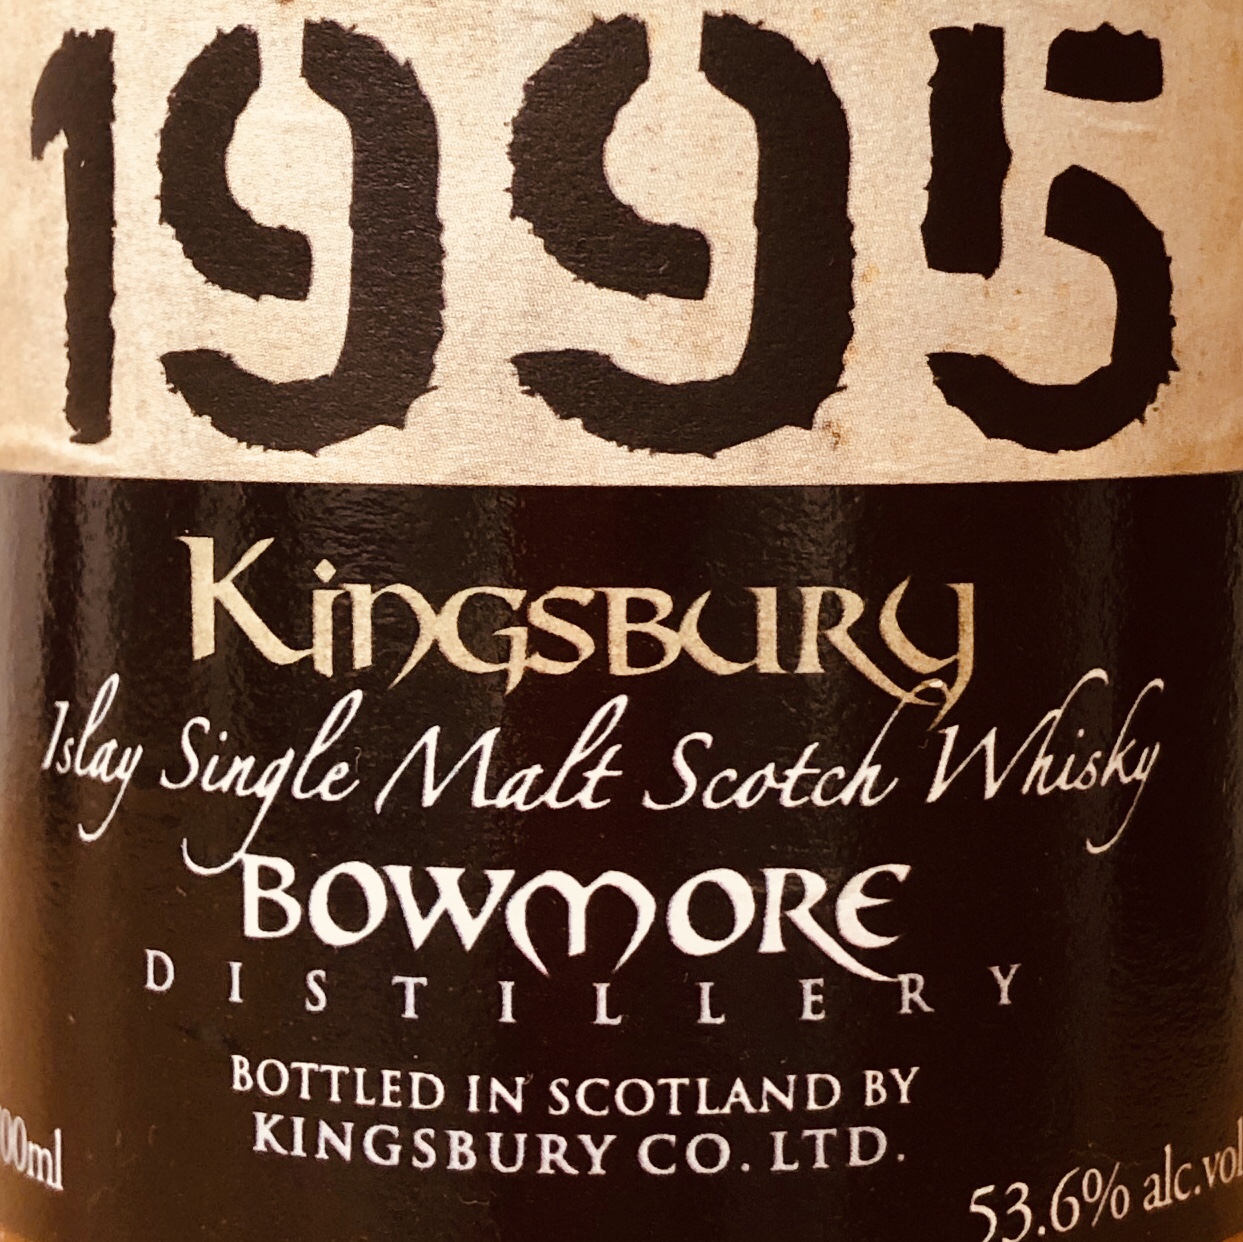 1995
Kingsbury
Islay Single Malt Scotch Whisky
BOWMORE
DISTILLERY
BOTTLED IN SCOTLAND BY
KINGSBURY CO. LTD.
53.6% alc.vol